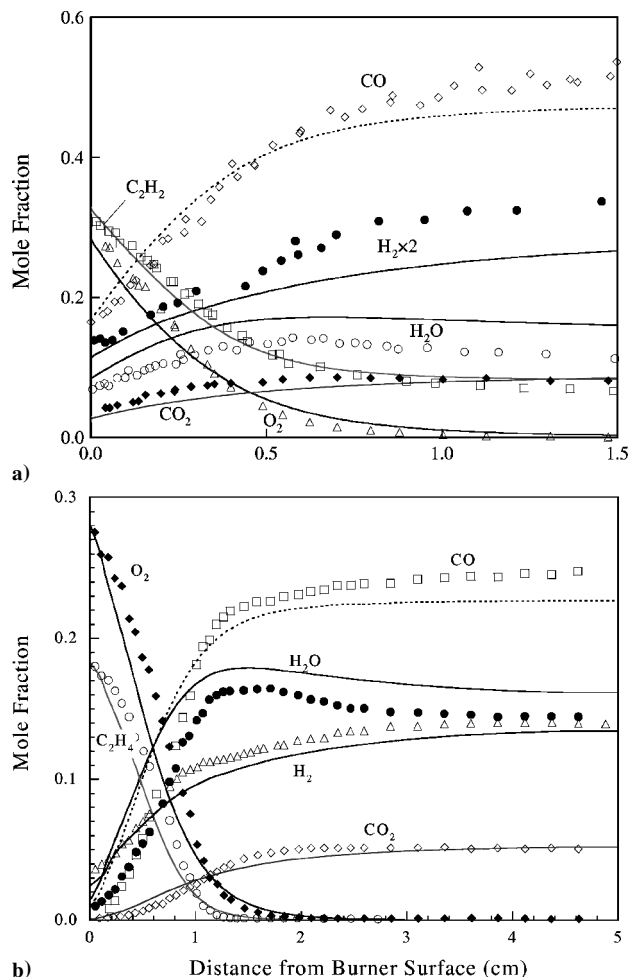 0.6
CO
C₂H₂
0.4
Mole Fraction
H₂×2
0.2
H₂O
CO₂
O₂
0.0
0.0 0.5 1.0 1.5
a)
0.3
O₂
CO
0.2
H₂O
Mole Fraction
C₂H₄
H₂
0.1
CO₂
0.0
0 1 2 3 4 5
b) Distance from Burner Surface (cm)